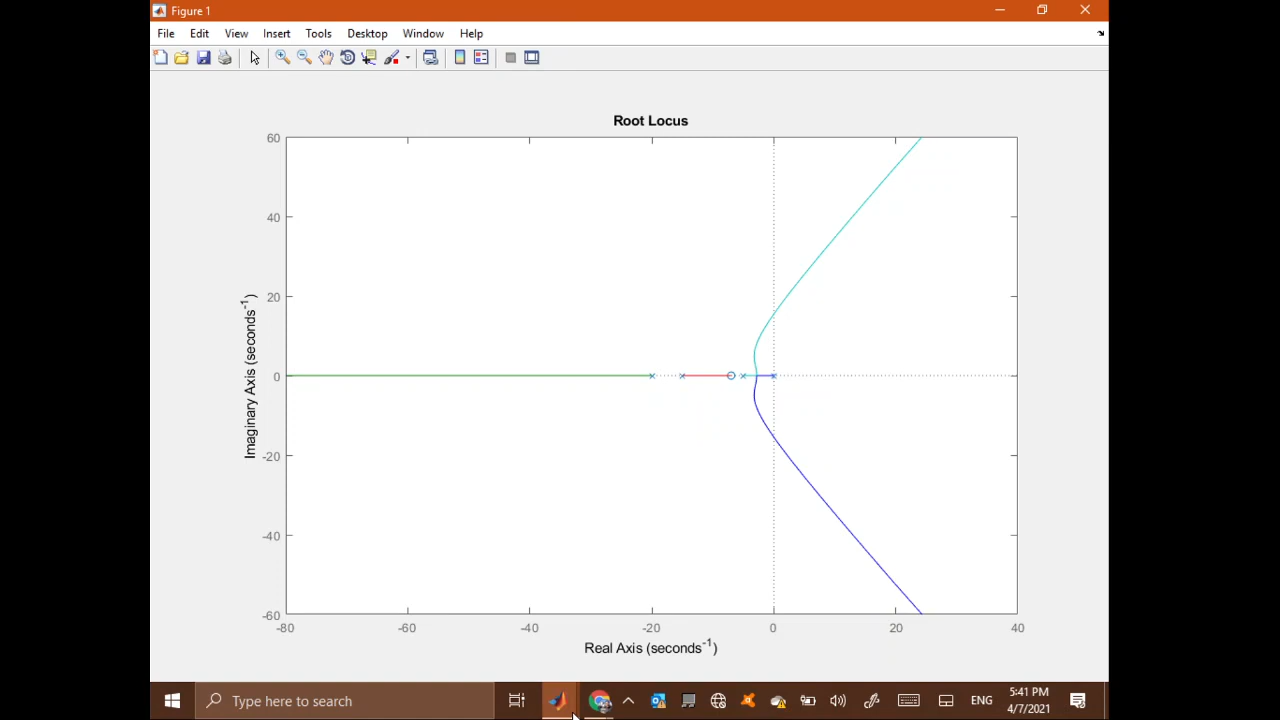 Figure 1
File Edit View Insert Tools Desktop Window Help
Root Locus
60
40
20
0
-20
-40
-60
Imaginary Axis (seconds⁻¹)
-80 -60 -40 -20 0 20 40
Real Axis (seconds⁻¹)
Type here to search
ENG
5:41 PM
4/7/2021